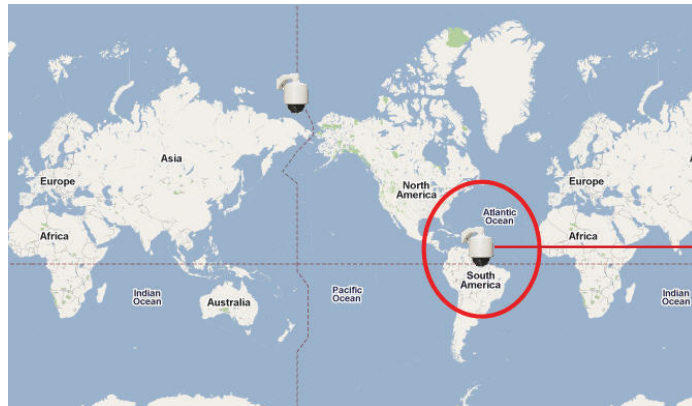 Asia
Europe
North
America
Atlantic
Ocean
Europe
Africa
Africa
South
America
Indian
Ocean
Australia
Pacific
Ocean
Indian
Ocean